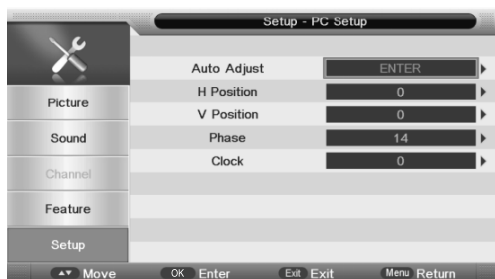 Setup - PC Setup
Auto Adjust ENTER
H Position 0
V Position 0
Phase 14
Clock 0
Picture
Sound
Channel
Feature
Setup
Move OK Enter Exit Exit Menu Return